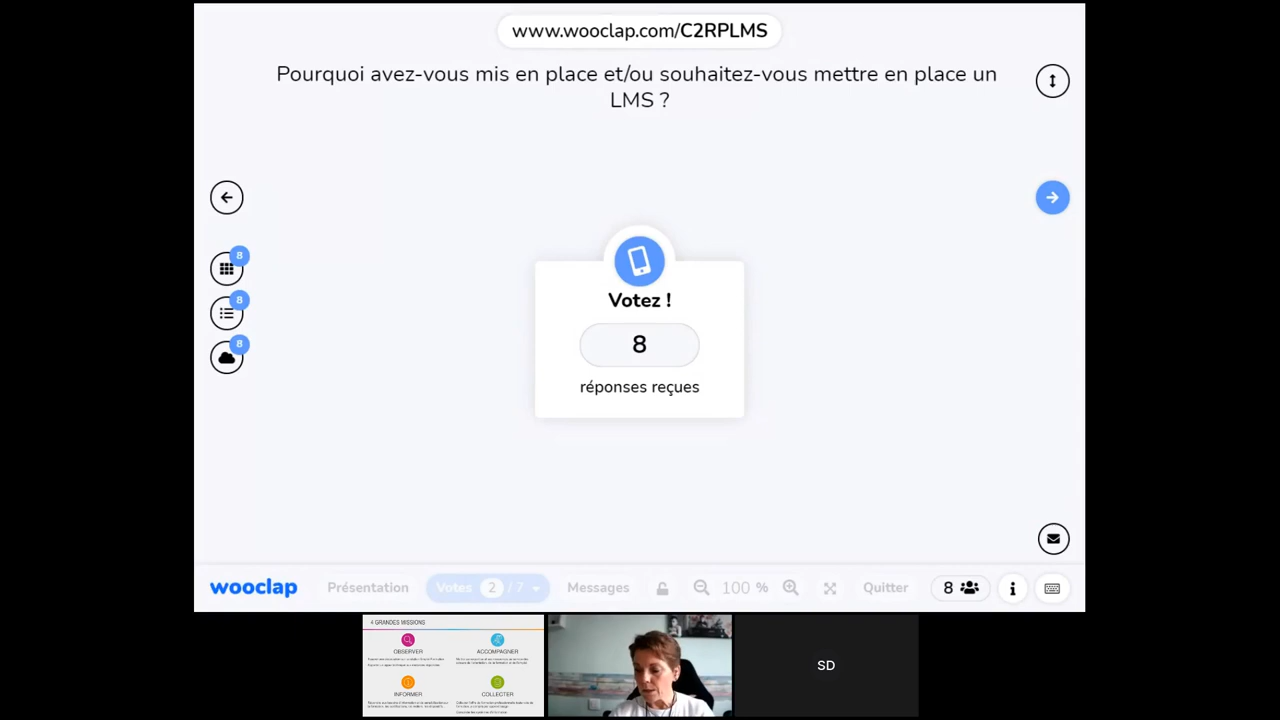 www.wooclap.com/C2RPLMS
Pourquoi avez-vous mis en place et/ou souhaitez-vous mettre en place un
LMS ?
8
8
8
Votez !
8
réponses reçues
wooclap
Présentation
Votes 2 / 7
Messages
100 %
Quitter
8
4 GRANDES MISSIONS
OBSERVER
ACCOMPAGNER
INFORMER
COLLECTER
SD